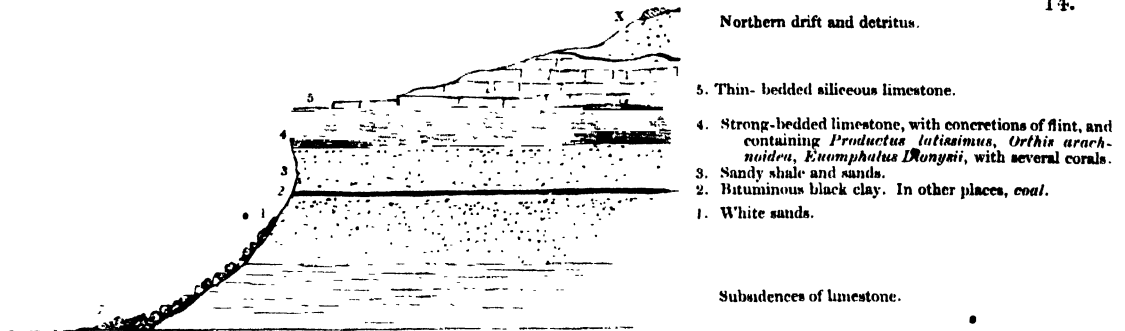 14.
X
Northern drift and detritus.
5
5. Thin- bedded siliceous limestone.
4
4. Strong-bedded limestone, with concretions of flint, and
containing Productus latissimus, Orthis arach-
noidea, Euomphalus Dionysii, with several corals.
3
3. Sandy shale and sands.
2
2. Bituminous black clay. In other places, coal.
1
1. White sands.
Subsidences of limestone.